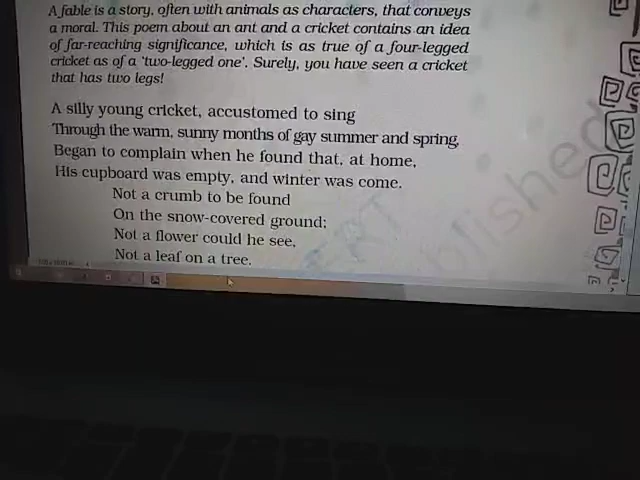 A fable is a story, often with animals as characters, that conveys
a moral. This poem about an ant and a cricket contains an idea
of far-reaching significance, which is as true of a four-legged
cricket as of a 'two-legged one'. Surely, you have seen a cricket
that has two legs!
A silly young cricket, accustomed to sing
Through the warm, sunny months of gay summer and spring,
Began to complain when he found that, at home,
His cupboard was empty, and winter was come.
Not a crumb to be found
On the snow-covered ground;
Not a flower could he see,
Not a leaf on a tree.